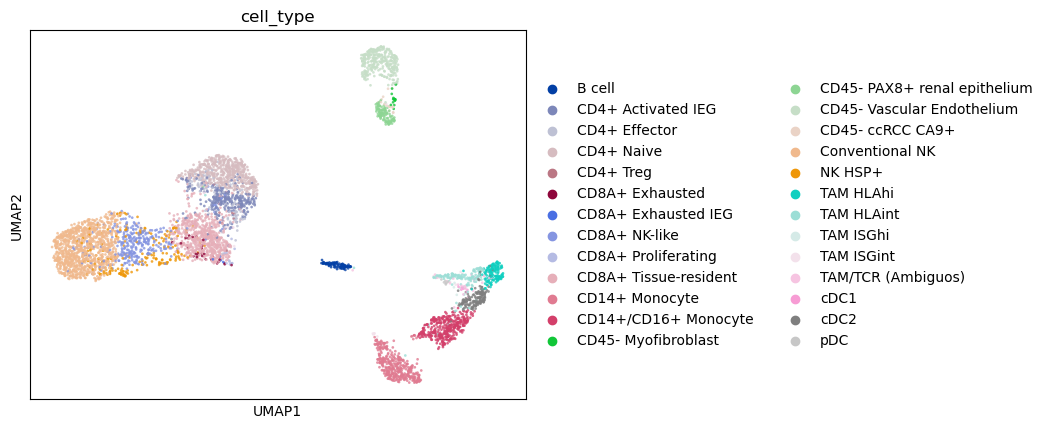 cell_type
UMAP2
UMAP1
B cell
CD4+ Activated IEG
CD4+ Effector
CD4+ Naive
CD4+ Treg
CD8A+ Exhausted
CD8A+ Exhausted IEG
CD8A+ NK-like
CD8A+ Proliferating
CD8A+ Tissue-resident
CD14+ Monocyte
CD14+/CD16+ Monocyte
CD45- Myofibroblast
CD45- PAX8+ renal epithelium
CD45- Vascular Endothelium
CD45- ccRCC CA9+
Conventional NK
NK HSP+
TAM HLAhi
TAM HLAint
TAM ISGhi
TAM ISGint
TAM/TCR (Ambiguos)
cDC1
cDC2
pDC